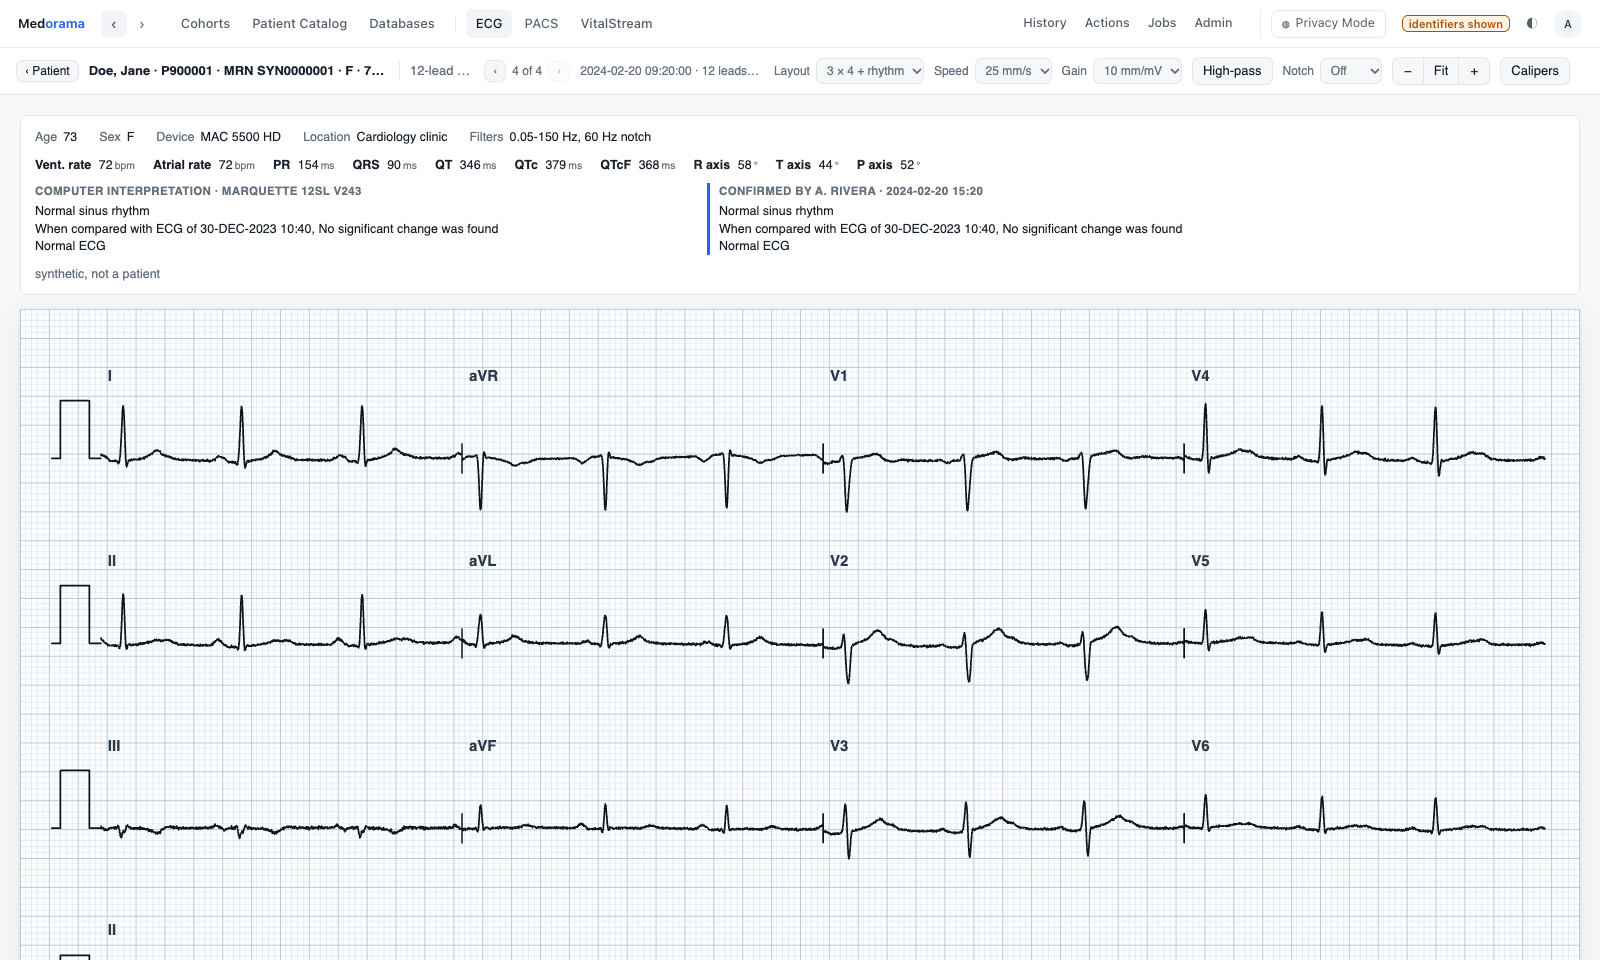 Medorama ‹ › Cohorts Patient Catalog Databases ECG PACS VitalStream History Actions Jobs Admin Privacy Mode identifiers shown A
‹ Patient Doe, Jane · P900001 · MRN SYN0000001 · F · 7… 12-lead … ‹ 4 of 4 › 2024-02-20 09:20:00 · 12 leads… Layout 3 × 4 + rhythm Speed 25 mm/s Gain 10 mm/mV High-pass Notch Off − Fit + Calipers
Age 73 Sex F Device MAC 5500 HD Location Cardiology clinic Filters 0.05-150 Hz, 60 Hz notch
Vent. rate 72 bpm Atrial rate 72 bpm PR 154 ms QRS 90 ms QT 346 ms QTc 379 ms QTcF 368 ms R axis 58 ° T axis 44 ° P axis 52 °
COMPUTER INTERPRETATION · MARQUETTE 12SL V243
Normal sinus rhythm
When compared with ECG of 30-DEC-2023 10:40, No significant change was found
Normal ECG
CONFIRMED BY A. RIVERA · 2024-02-20 15:20
Normal sinus rhythm
When compared with ECG of 30-DEC-2023 10:40, No significant change was found
Normal ECG
synthetic, not a patient
I aVR V1 V4
II aVL V2 V5
III aVF V3 V6
II